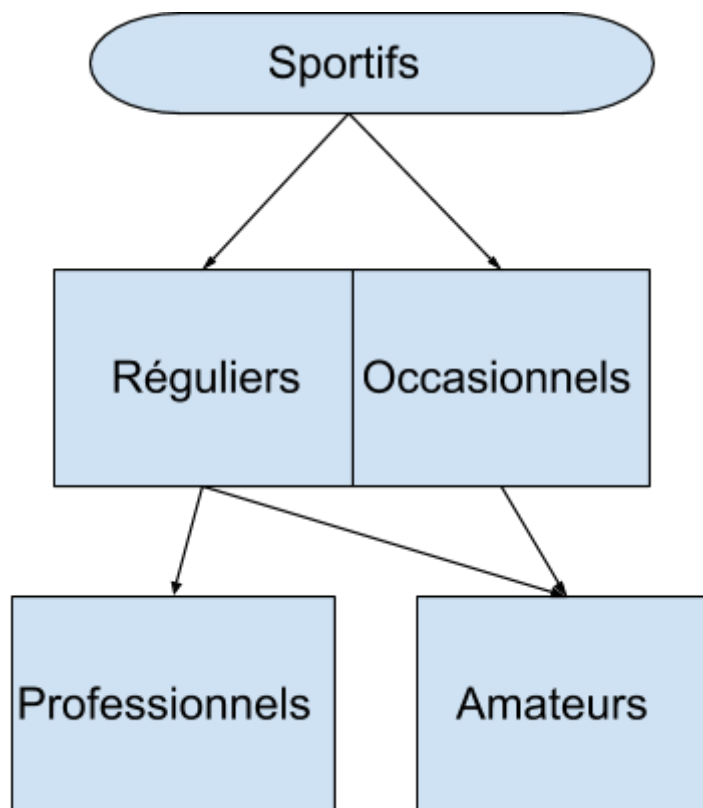 Sportifs
Réguliers
Occasionnels
Professionnels
Amateurs